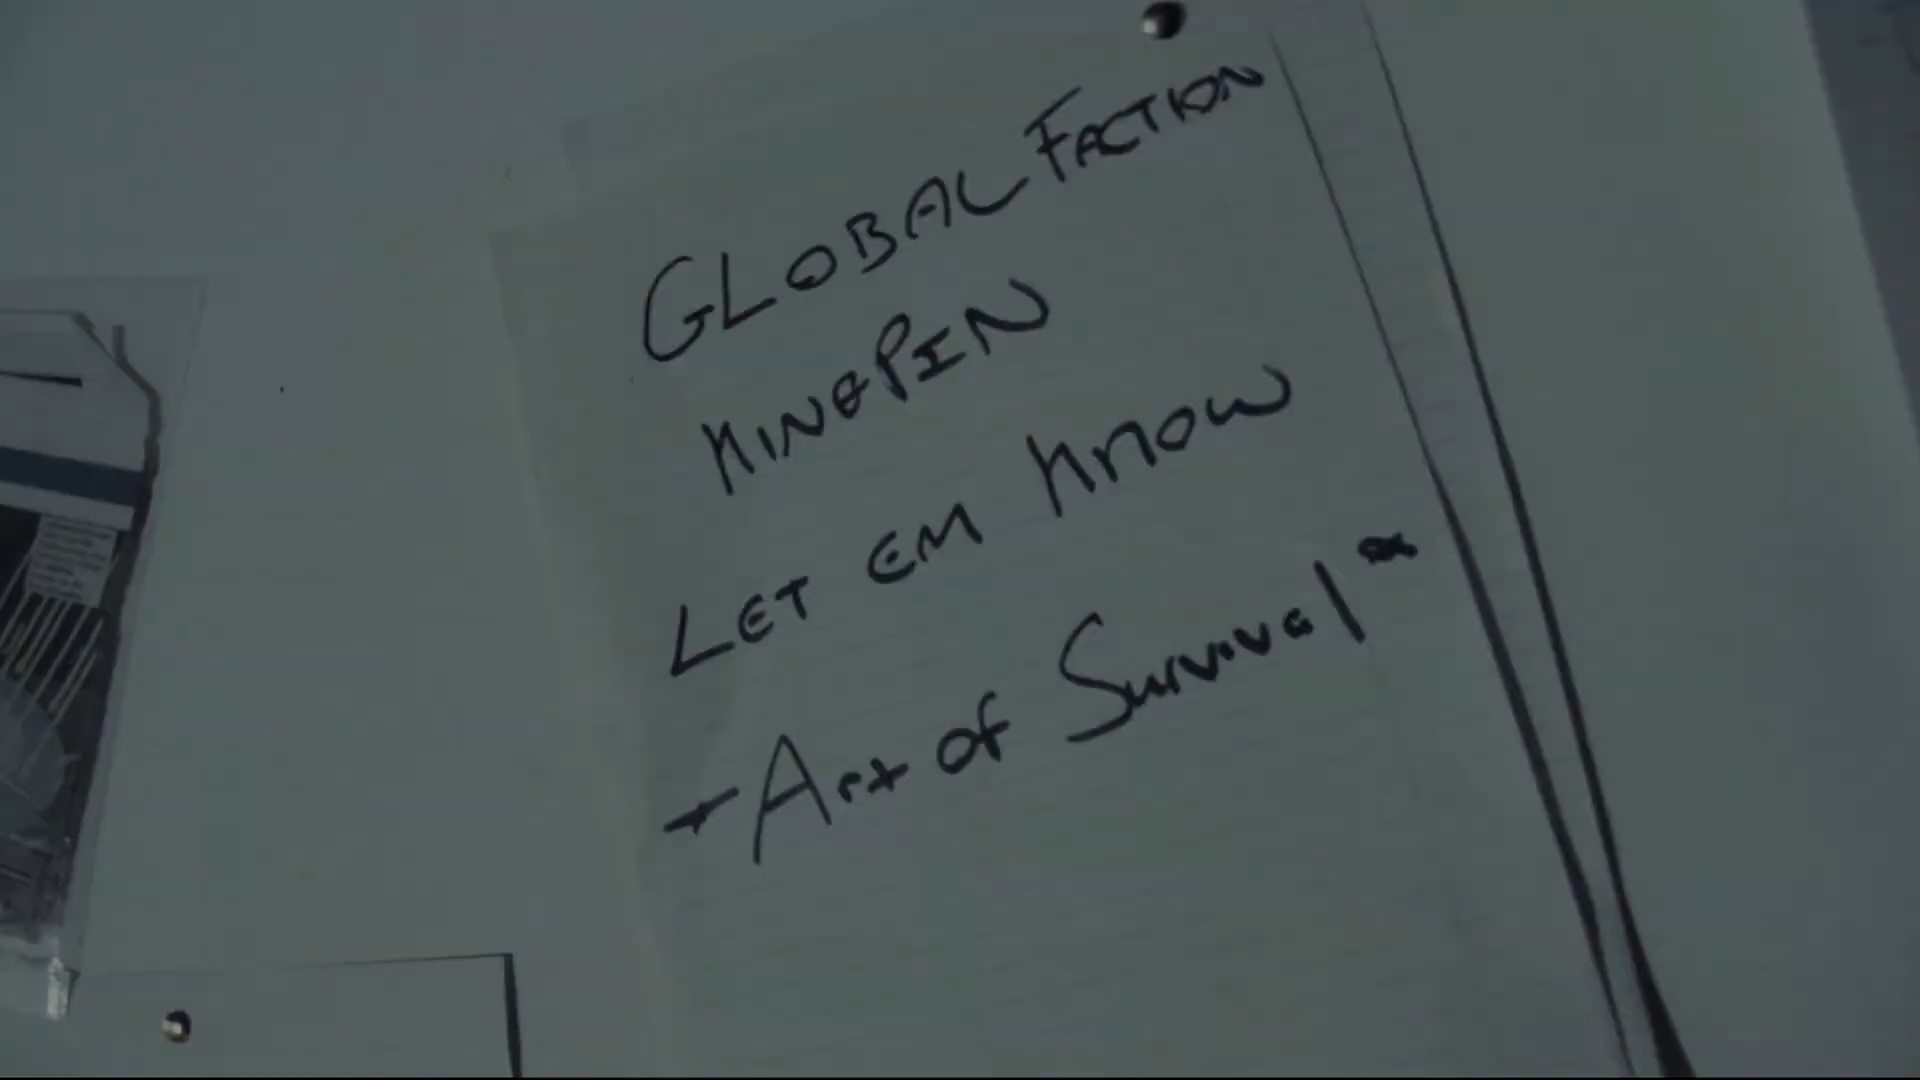 GLOBAL FACTION
KINGPIN
LET EM KNOW
- Art of Survival -